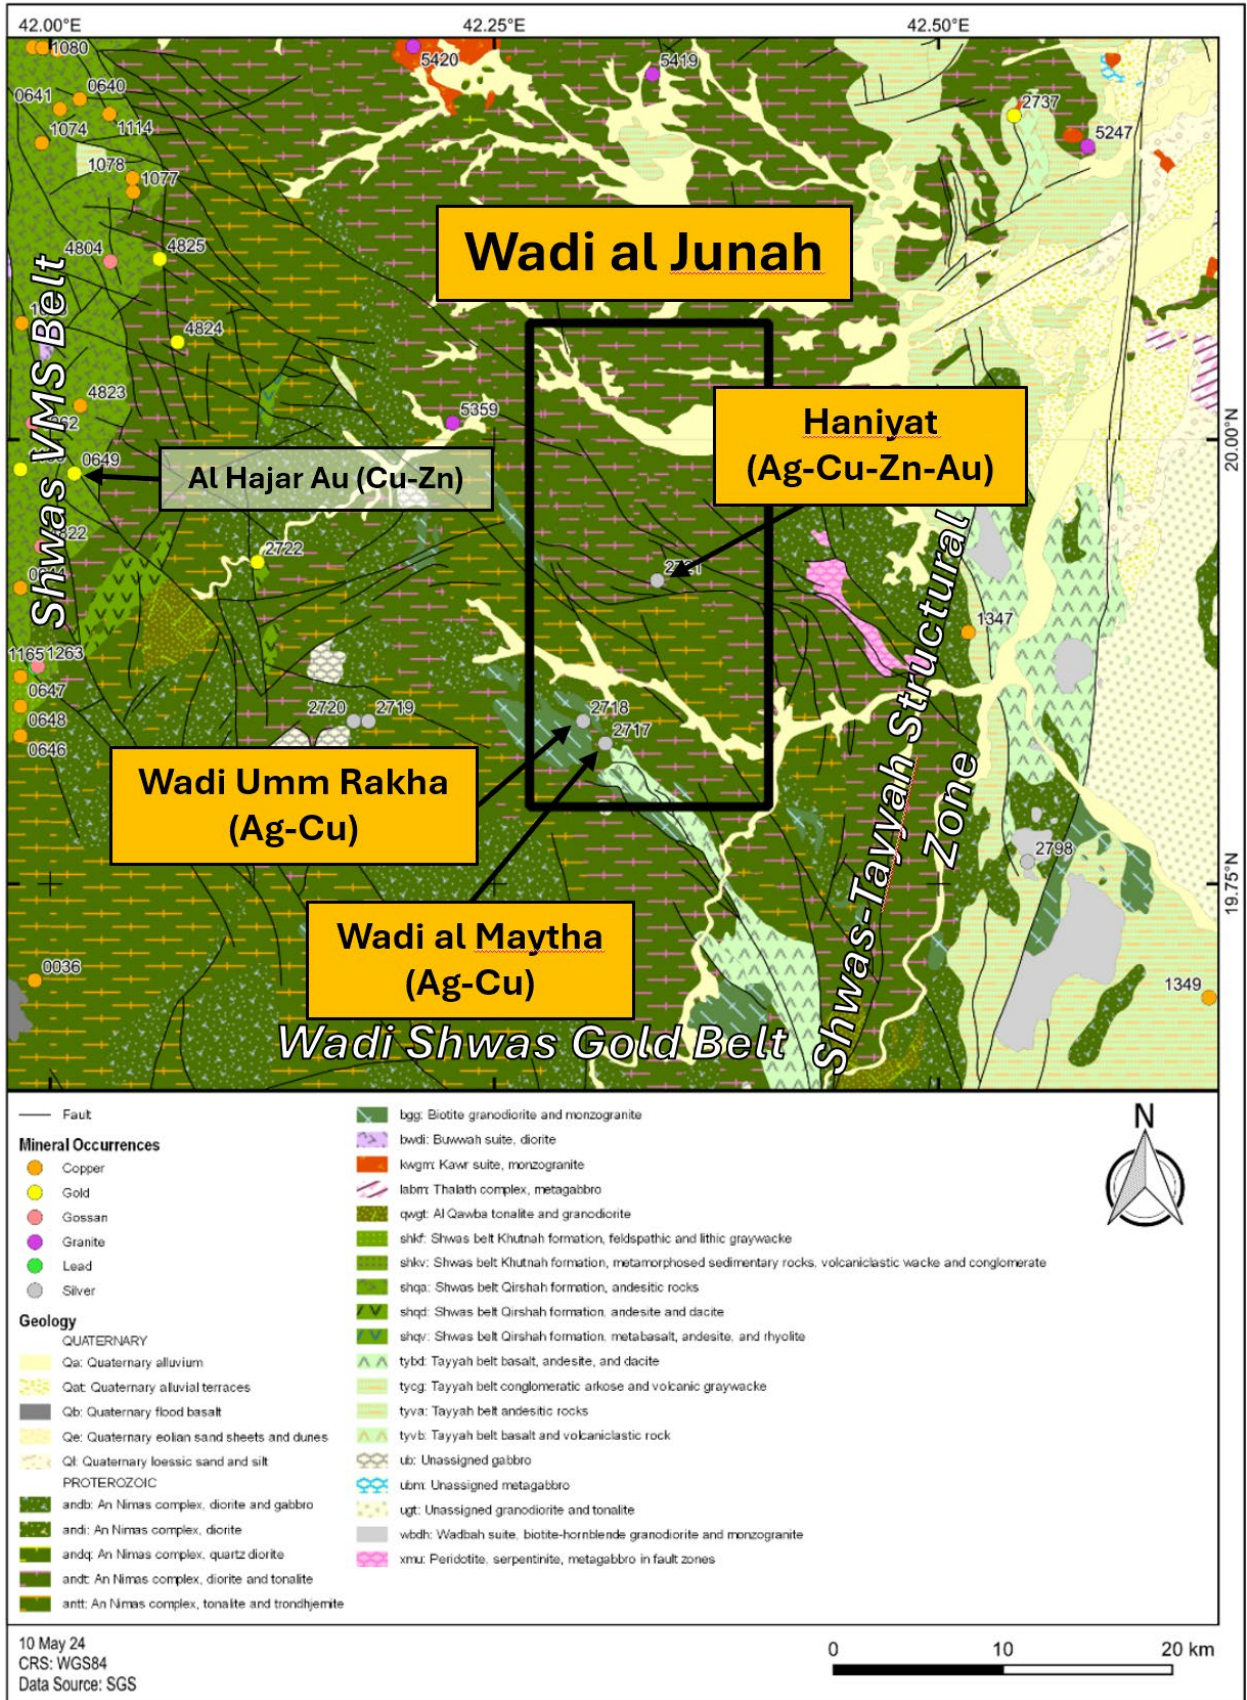 42.00°E
42.25°E
42.50°E
1080
5420
5419
0641
0640
2737
1074
1114
5247
1078
1077
Wadi al Junah
4804
4825
4824
Shwas VMS Belt
4823
5359
Haniyat
(Ag-Cu-Zn-Au)
20.00°N
0649
Al Hajar Au (Cu-Zn)
2722
1347
1165
1263
0647
2720
2719
2718
0648
2717
0646
Wadi Umm Rakha
(Ag-Cu)
Shwas-Tayyah Structural
Zone
2798
19.75°N
Wadi al Maytha
(Ag-Cu)
0036
1349
Wadi Shwas Gold Belt
Fault
Mineral Occurrences
Copper
Gold
Gossan
Granite
Lead
Silver
Geology
QUATERNARY
Qa: Quaternary alluvium
Qat: Quaternary alluvial terraces
Qb: Quaternary flood basalt
Qe: Quaternary eolian sand sheets and dunes
Ql: Quaternary loessic sand and silt
PROTEROZOIC
andb: An Nimas complex, diorite and gabbro
andi: An Nimas complex, diorite
andq: An Nimas complex, quartz diorite
andt: An Nimas complex, diorite and tonalite
antt: An Nimas complex, tonalite and trondhjemite
bgg: Biotite granodiorite and monzogranite
bwdi: Buwwah suite, diorite
kwgm: Kawr suite, monzogranite
labm: Thalath complex, metagabbro
qwgt: Al Qawba tonalite and granodiorite
shkf: Shwas belt Khutnah formation, feldspathic and lithic graywacke
shkv: Shwas belt Khutnah formation, metamorphosed sedimentary rocks, volcaniclastic wacke and conglomerate
shqa: Shwas belt Qirshah formation, andesitic rocks
shqd: Shwas belt Qirshah formation, andesite and dacite
shqv: Shwas belt Qirshah formation, metabasalt, andesite, and rhyolite
tybd: Tayyah belt basalt, andesite, and dacite
tycg: Tayyah belt conglomeratic arkose and volcanic graywacke
tyva: Tayyah belt andesitic rocks
tyvb: Tayyah belt basalt and volcaniclastic rock
ub: Unassigned gabbro
ubm: Unassigned metagabbro
ugt: Unassigned granodiorite and tonalite
wbdh: Wadbah suite, biotite-hornblende granodiorite and monzogranite
xmu: Peridotite, serpentinite, metagabbro in fault zones
N
10 May 24
CRS: WGS84
Data Source: SGS
0 10 20 km